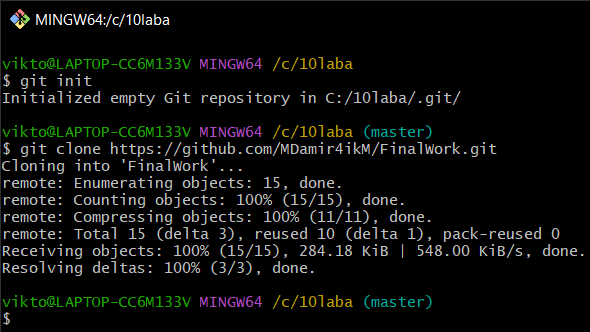 MINGW64:/c/10laba
vikto@LAPTOP-CC6M133V MINGW64 /c/10laba
$ git init
Initialized empty Git repository in C:/10laba/.git/
vikto@LAPTOP-CC6M133V MINGW64 /c/10laba (master)
$ git clone https://github.com/MDamir4ikM/FinalWork.git
Cloning into 'FinalWork'...
remote: Enumerating objects: 15, done.
remote: Counting objects: 100% (15/15), done.
remote: Compressing objects: 100% (11/11), done.
remote: Total 15 (delta 3), reused 10 (delta 1), pack-reused 0
Receiving objects: 100% (15/15), 284.18 KiB | 548.00 KiB/s, done.
Resolving deltas: 100% (3/3), done.
vikto@LAPTOP-CC6M133V MINGW64 /c/10laba (master)
$